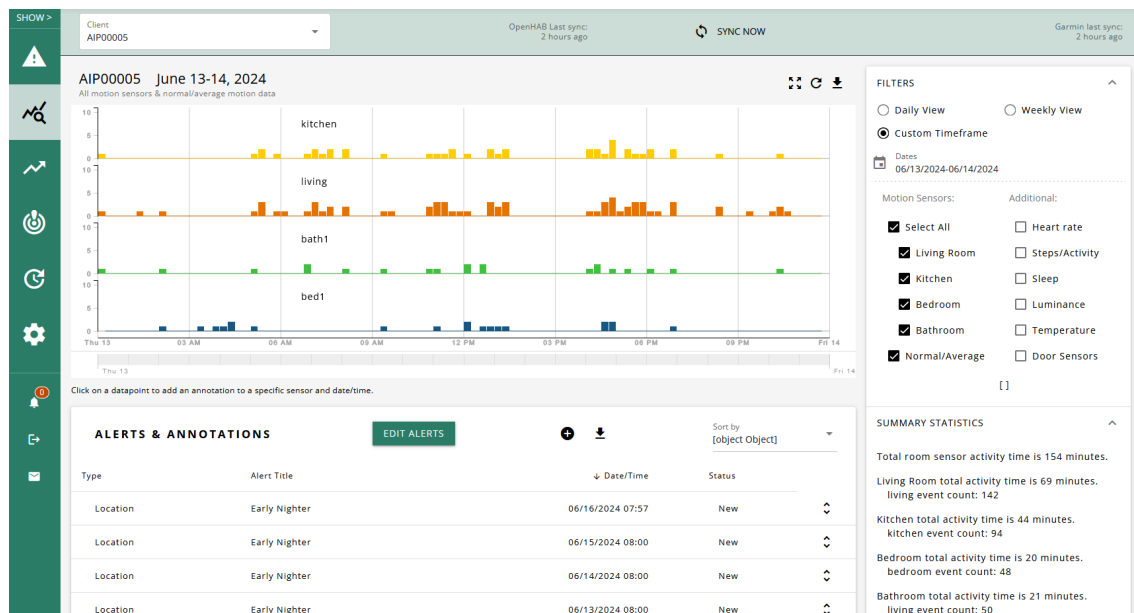 SHOW >
Client
AIP00005
OpenHAB Last sync:
2 hours ago
SYNC NOW
Garmin last sync:
2 hours ago
AIP00005 June 13-14, 2024
All motion sensors & normal/average motion data
10
5
0
kitchen
10
5
0
living
10
5
0
bath1
10
5
0
bed1
Thu 13 03 AM 06 AM 09 AM 12 PM 03 PM 06 PM 09 PM Fri 14
Thu 13 Fri 14
Click on a datapoint to add an annotation to a specific sensor and date/time.
0
ALERTS & ANNOTATIONS
EDIT ALERTS
Sort by
[object Object]
Type Alert Title Date/Time Status
Location Early Nighter 06/16/2024 07:57 New
Location Early Nighter 06/15/2024 08:00 New
Location Early Nighter 06/14/2024 08:00 New
Location Early Nighter 06/13/2024 08:00 New
FILTERS
Daily View Weekly View
Custom Timeframe
Dates
06/13/2024-06/14/2024
Motion Sensors: Additional:
Select All Heart rate
Living Room Steps/Activity
Kitchen Sleep
Bedroom Luminance
Bathroom Temperature
Normal/Average Door Sensors
[ ]
SUMMARY STATISTICS
Total room sensor activity time is 154 minutes.
Living Room total activity time is 69 minutes.
living event count: 142
Kitchen total activity time is 44 minutes.
kitchen event count: 94
Bedroom total activity time is 20 minutes.
bedroom event count: 48
Bathroom total activity time is 21 minutes.
living event count: 50